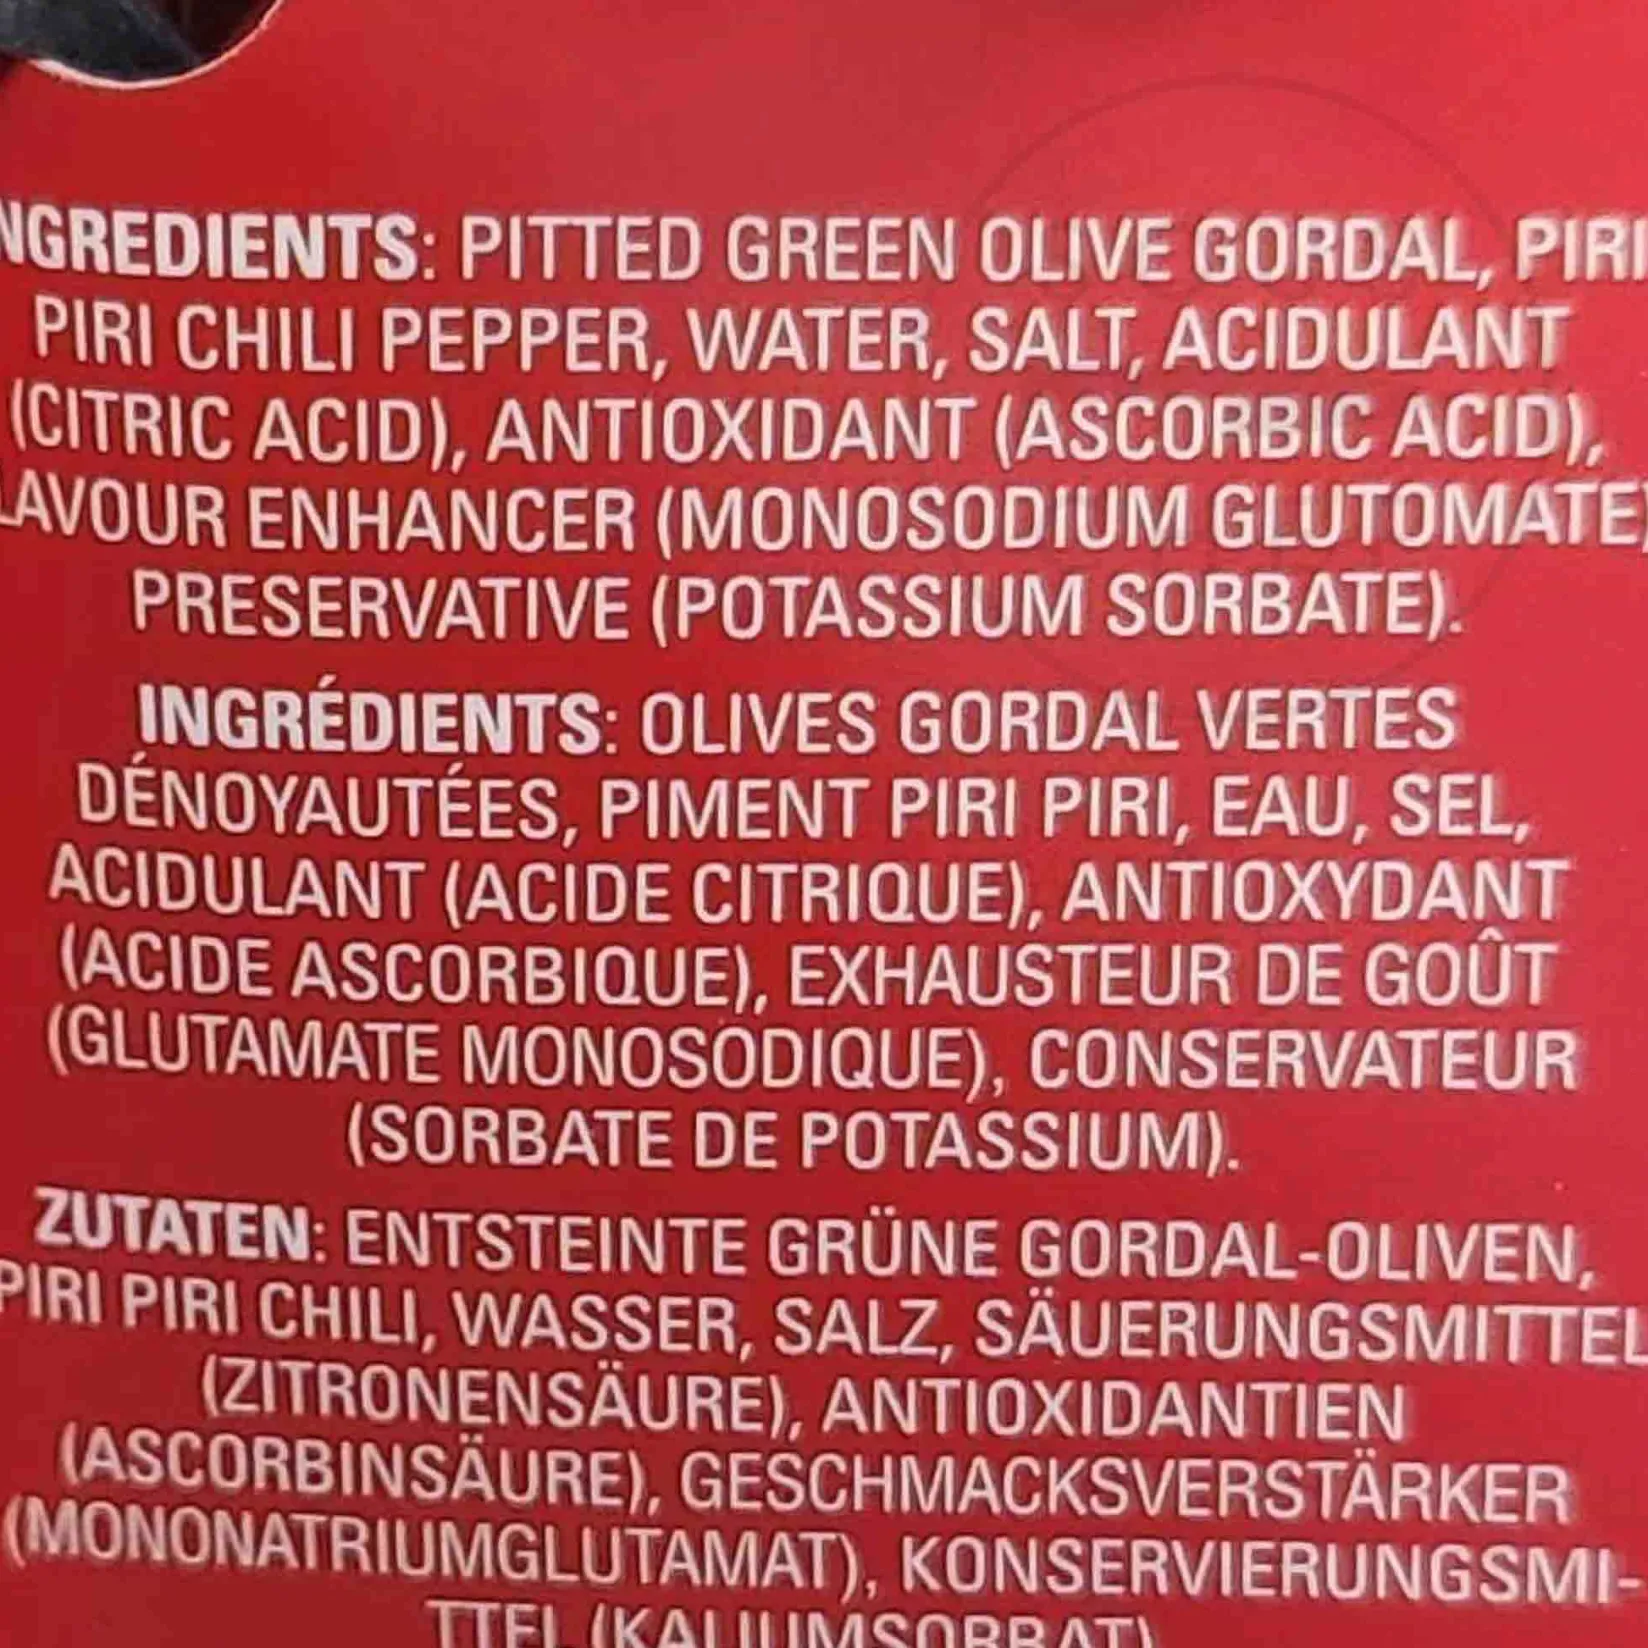 NGREDIENTS: PITTED GREEN OLIVE GORDAL, PIRI
PIRI CHILI PEPPER, WATER, SALT, ACIDULANT
(CITRIC ACID), ANTIOXIDANT (ASCORBIC ACID),
LAVOUR ENHANCER (MONOSODIUM GLUTOMATE)
PRESERVATIVE (POTASSIUM SORBATE).
INGRÉDIENTS: OLIVES GORDAL VERTES
DÉNOYAUTÉES, PIMENT PIRI PIRI, EAU, SEL,
ACIDULANT (ACIDE CITRIQUE), ANTIOXYDANT
(ACIDE ASCORBIQUE), EXHAUSTEUR DE GOÛT
(GLUTAMATE MONOSODIQUE), CONSERVATEUR
(SORBATE DE POTASSIUM).
ZUTATEN: ENTSTEINTE GRÜNE GORDAL-OLIVEN,
PIRI PIRI CHILI, WASSER, SALZ, SÄUERUNGSMITTEL
(ZITRONENSÄURE), ANTIOXIDANTIEN
(ASCORBINSÄURE), GESCHMACKSVERSTÄRKER
(MONONATRIUMGLUTAMAT), KONSERVIERUNGSMI-
TTEL (KALIUMSORBAT)